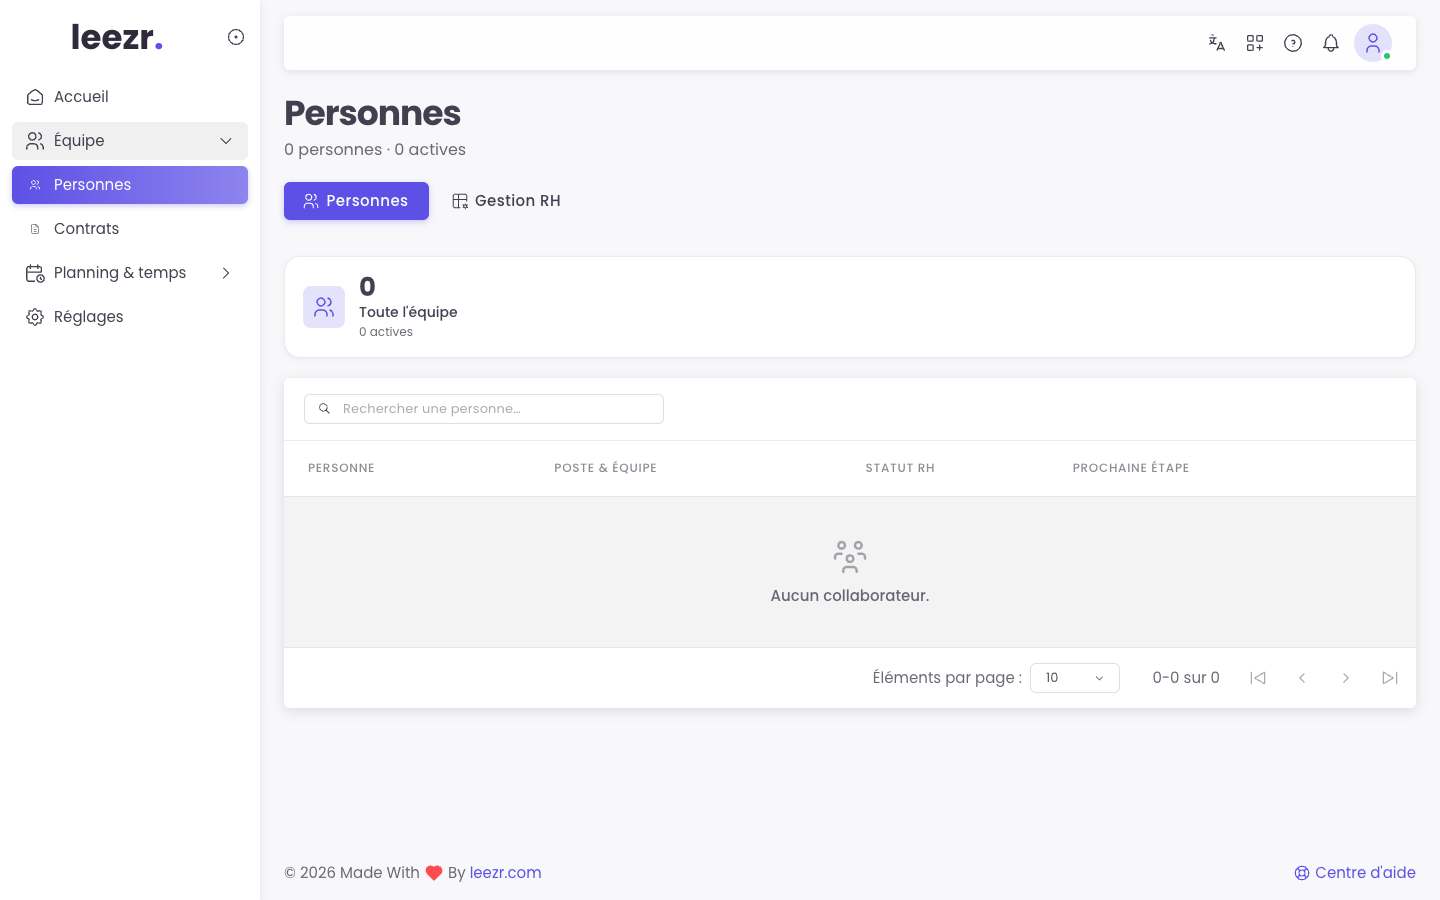 leezr.
Accueil
Équipe
Personnes
Contrats
Planning & temps
Réglages
Personnes
0 personnes · 0 actives
Personnes
Gestion RH
0
Toute l'équipe
0 actives
Rechercher une personne...
PERSONNE POSTE & ÉQUIPE STATUT RH PROCHAINE ÉTAPE
Aucun collaborateur.
Éléments par page : 10 0-0 sur 0
© 2026 Made With By leezr.com
Centre d'aide